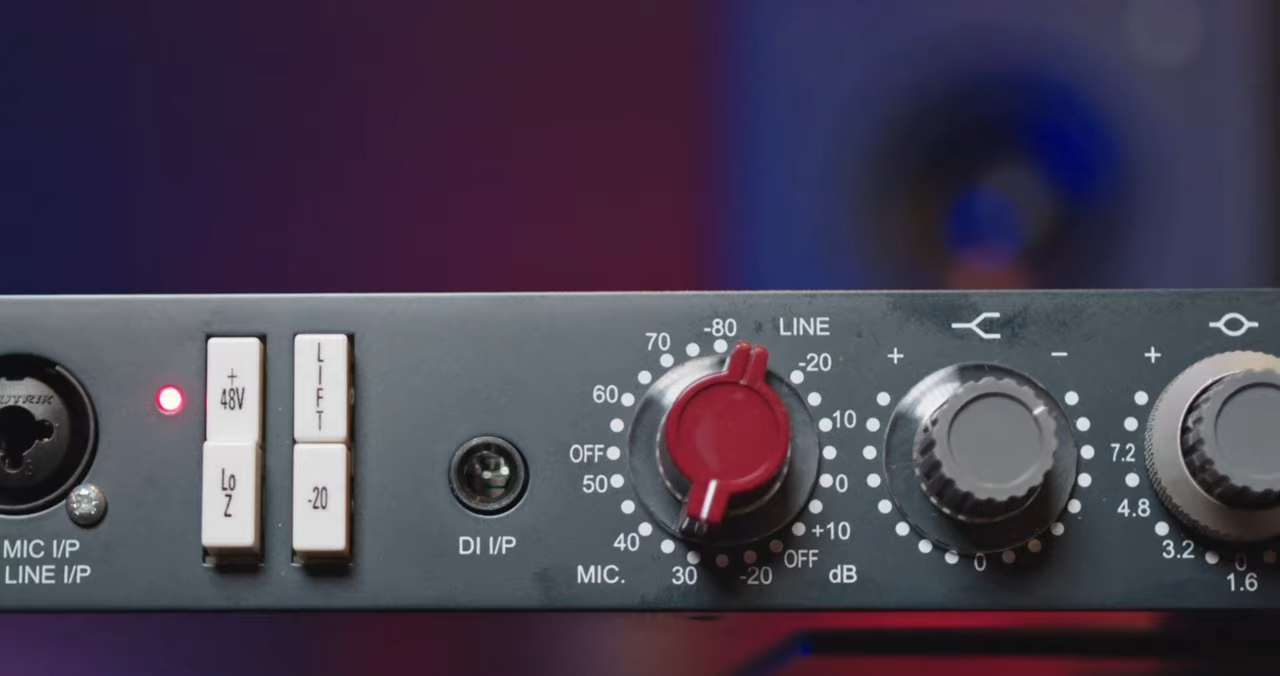 UTRIK
MIC I/P
LINE I/P
+
48V
Lo
Z
LIFT
-20
DI I/P
-80
LINE
70
-20
60
10
OFF
0
50
+10
40
OFF
MIC.
30
-20
dB
+
−
0
+
7.2
4.8
3.2
0
1.6